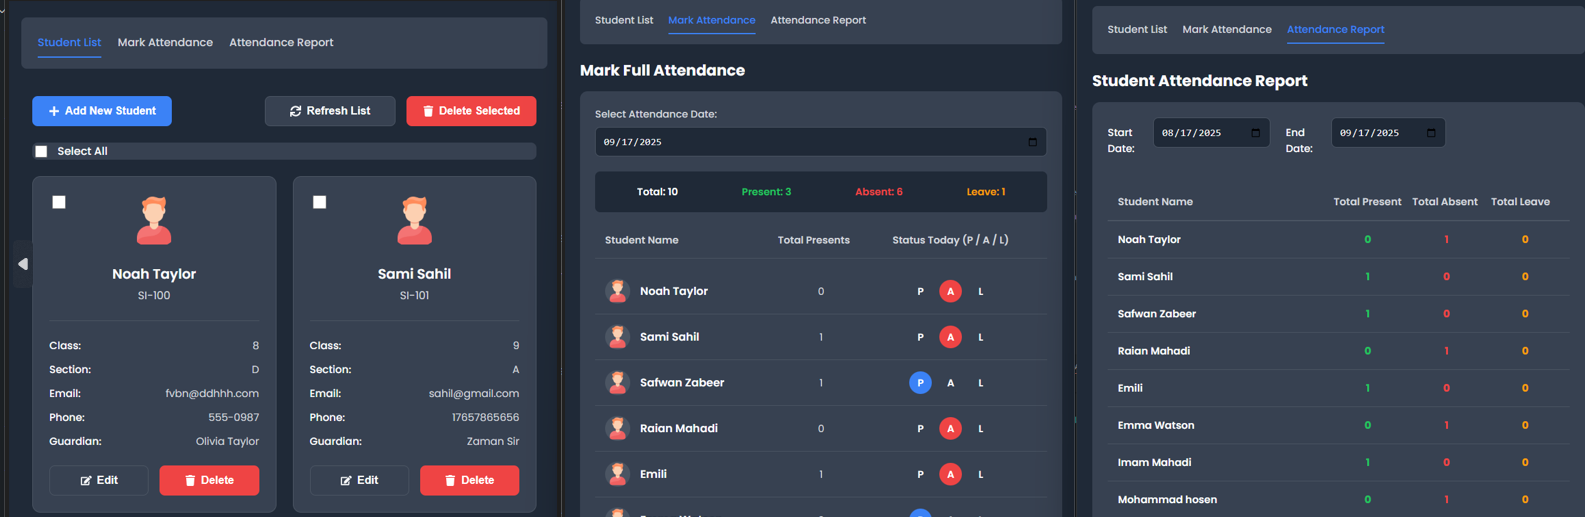 Student List Mark Attendance Attendance Report
Add New Student Refresh List Delete Selected
Select All
Noah Taylor
SI-100
Class: 8
Section: D
Email: fvbn@ddhhh.com
Phone: 555-0987
Guardian: Olivia Taylor
Edit Delete
Sami Sahil
SI-101
Class: 9
Section: A
Email: sahil@gmail.com
Phone: 17657865656
Guardian: Zaman Sir
Edit Delete
Student List Mark Attendance Attendance Report
Mark Full Attendance
Select Attendance Date:
09/17/2025
Total: 10 Present: 3 Absent: 6 Leave: 1
Student Name Total Presents Status Today (P / A / L)
Noah Taylor 0 P A L
Sami Sahil 1 P A L
Safwan Zabeer 1 P A L
Raian Mahadi 0 P A L
Emili 1 P A L
Student List Mark Attendance Attendance Report
Student Attendance Report
Start Date: 08/17/2025 End Date: 09/17/2025
Student Name Total Present Total Absent Total Leave
Noah Taylor 0 1 0
Sami Sahil 1 0 0
Safwan Zabeer 1 0 0
Raian Mahadi 0 1 0
Emili 1 0 0
Emma Watson 0 1 0
Imam Mahadi 1 0 0
Mohammad hosen 0 1 0